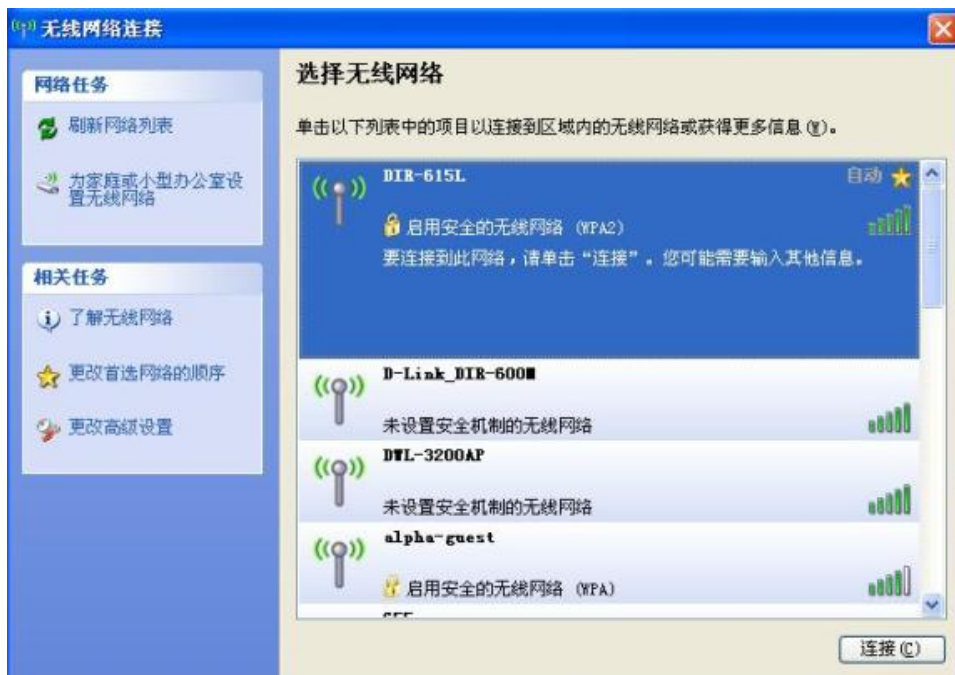 无线网络连接
网络任务
刷新网络列表
为家庭或小型办公室设
置无线网络
相关任务
了解无线网络
更改首选网络的顺序
更改高级设置
选择无线网络
单击以下列表中的项目以连接到区域内的无线网络或获得更多信息(W)。
DIR-615L
自动
启用安全的无线网络 (WPA2)
要连接到此网络，请单击“连接”。您可能需要输入其他信息。
D-Link_DIR-600M
未设置安全机制的无线网络
DWL-3200AP
未设置安全机制的无线网络
alpha-guest
启用安全的无线网络 (WPA)
连接(C)